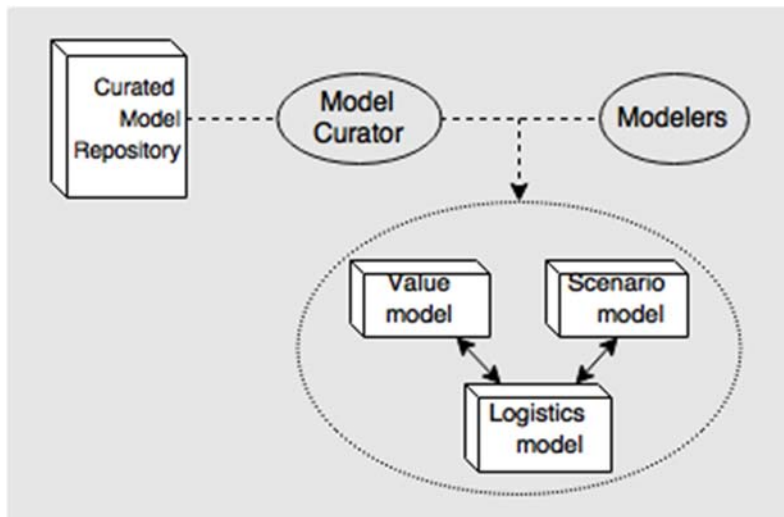 Curated
Model
Repository
Model
Curator
Modelers
Value
model
Scenario
model
Logistics
model